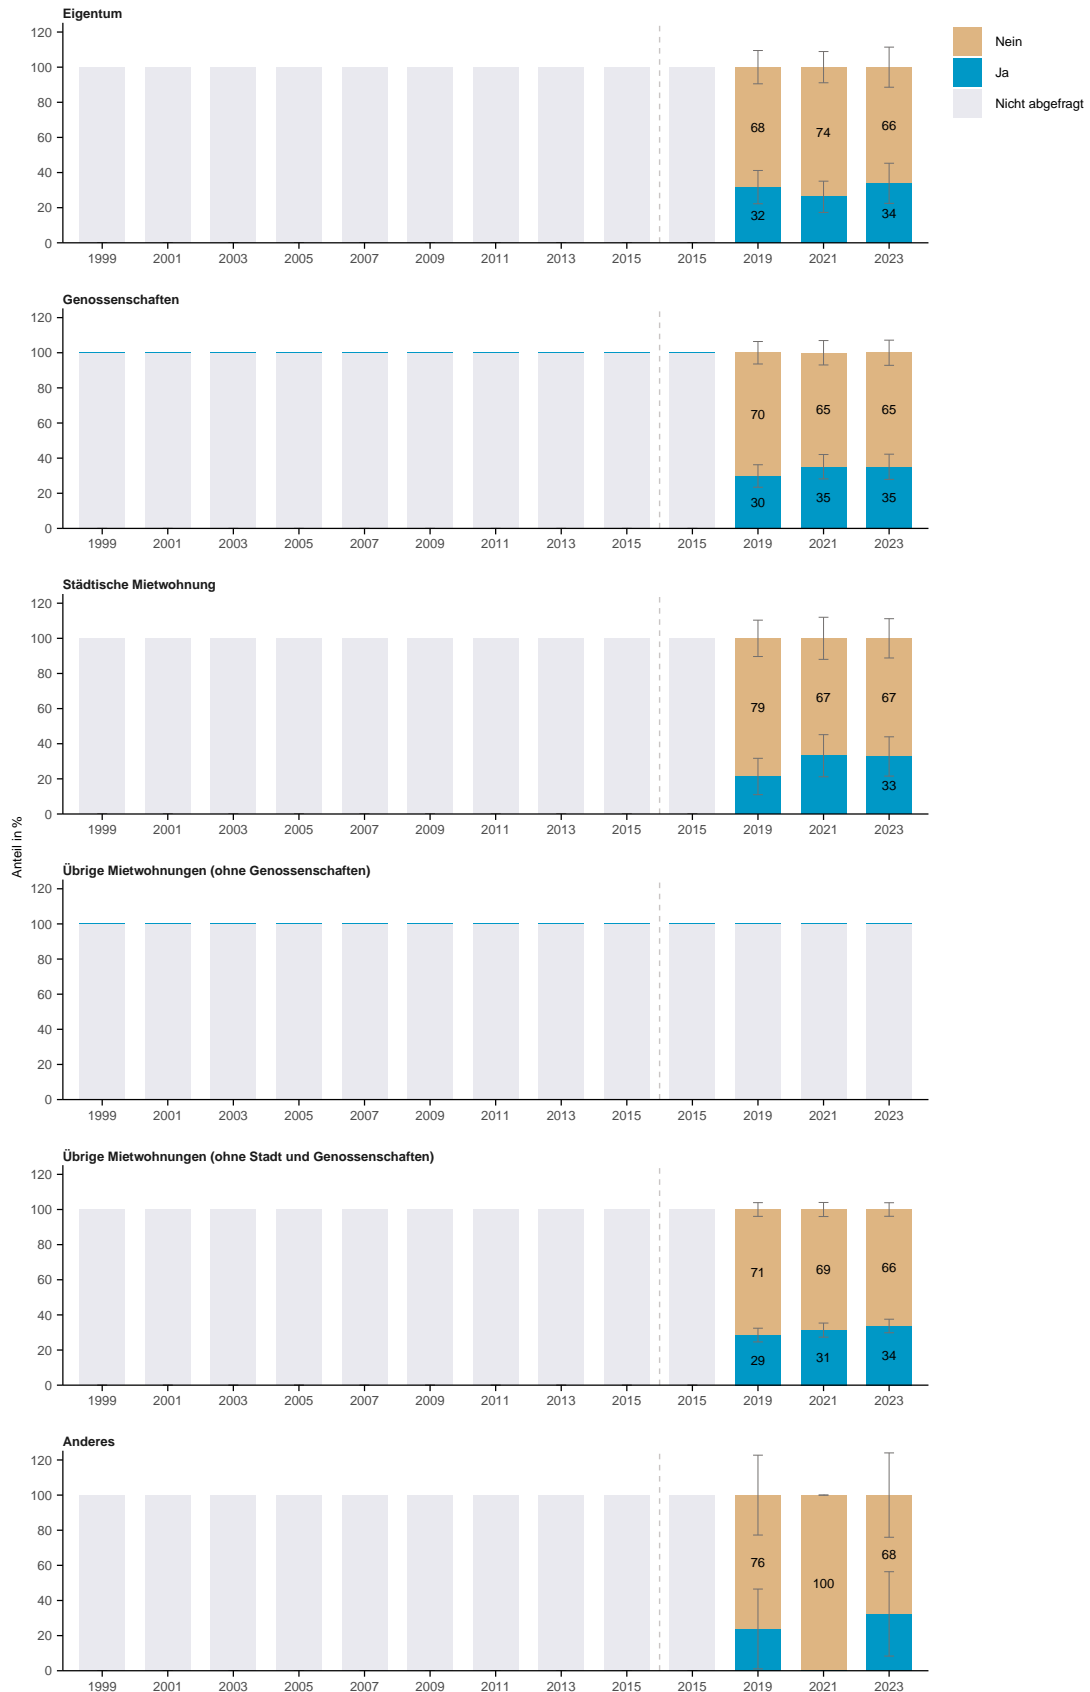 Eigentum
120
100
80
60
40
20
0
68 74 66
32 34
1999 2001 2003 2005 2007 2009 2011 2013 2015 2015 2019 2021 2023
Nein
Ja
Nicht abgefragt
Genossenschaften
120
100
80
60
40
20
0
70 65 65
30 35 35
1999 2001 2003 2005 2007 2009 2011 2013 2015 2015 2019 2021 2023
Städtische Mietwohnung
120
100
80
60
40
20
0
79 67 67
33
1999 2001 2003 2005 2007 2009 2011 2013 2015 2015 2019 2021 2023
Anteil in %
Übrige Mietwohnungen (ohne Genossenschaften)
120
100
80
60
40
20
0
1999 2001 2003 2005 2007 2009 2011 2013 2015 2015 2019 2021 2023
Übrige Mietwohnungen (ohne Stadt und Genossenschaften)
120
100
80
60
40
20
0
71 69 66
29 31 34
1999 2001 2003 2005 2007 2009 2011 2013 2015 2015 2019 2021 2023
Anderes
120
100
80
60
40
20
0
76 100 68
1999 2001 2003 2005 2007 2009 2011 2013 2015 2015 2019 2021 2023